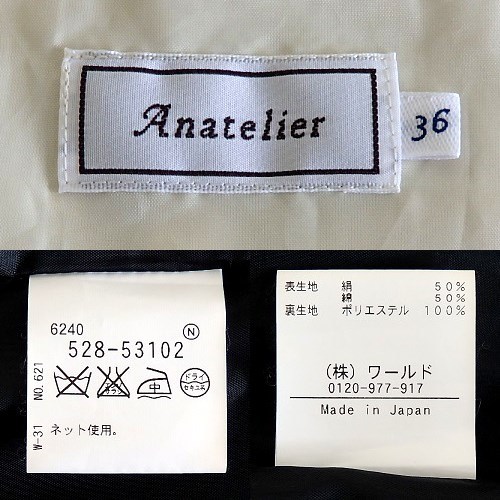 Anatelier
36
6240
N
528-53102
W-31 NO.621
中
ドライ
セキユ系
ネット使用。
表生地 絹 50%
綿 50%
裏生地 ポリエステル 100%
(株) ワールド
0120-977-917
Made in Japan